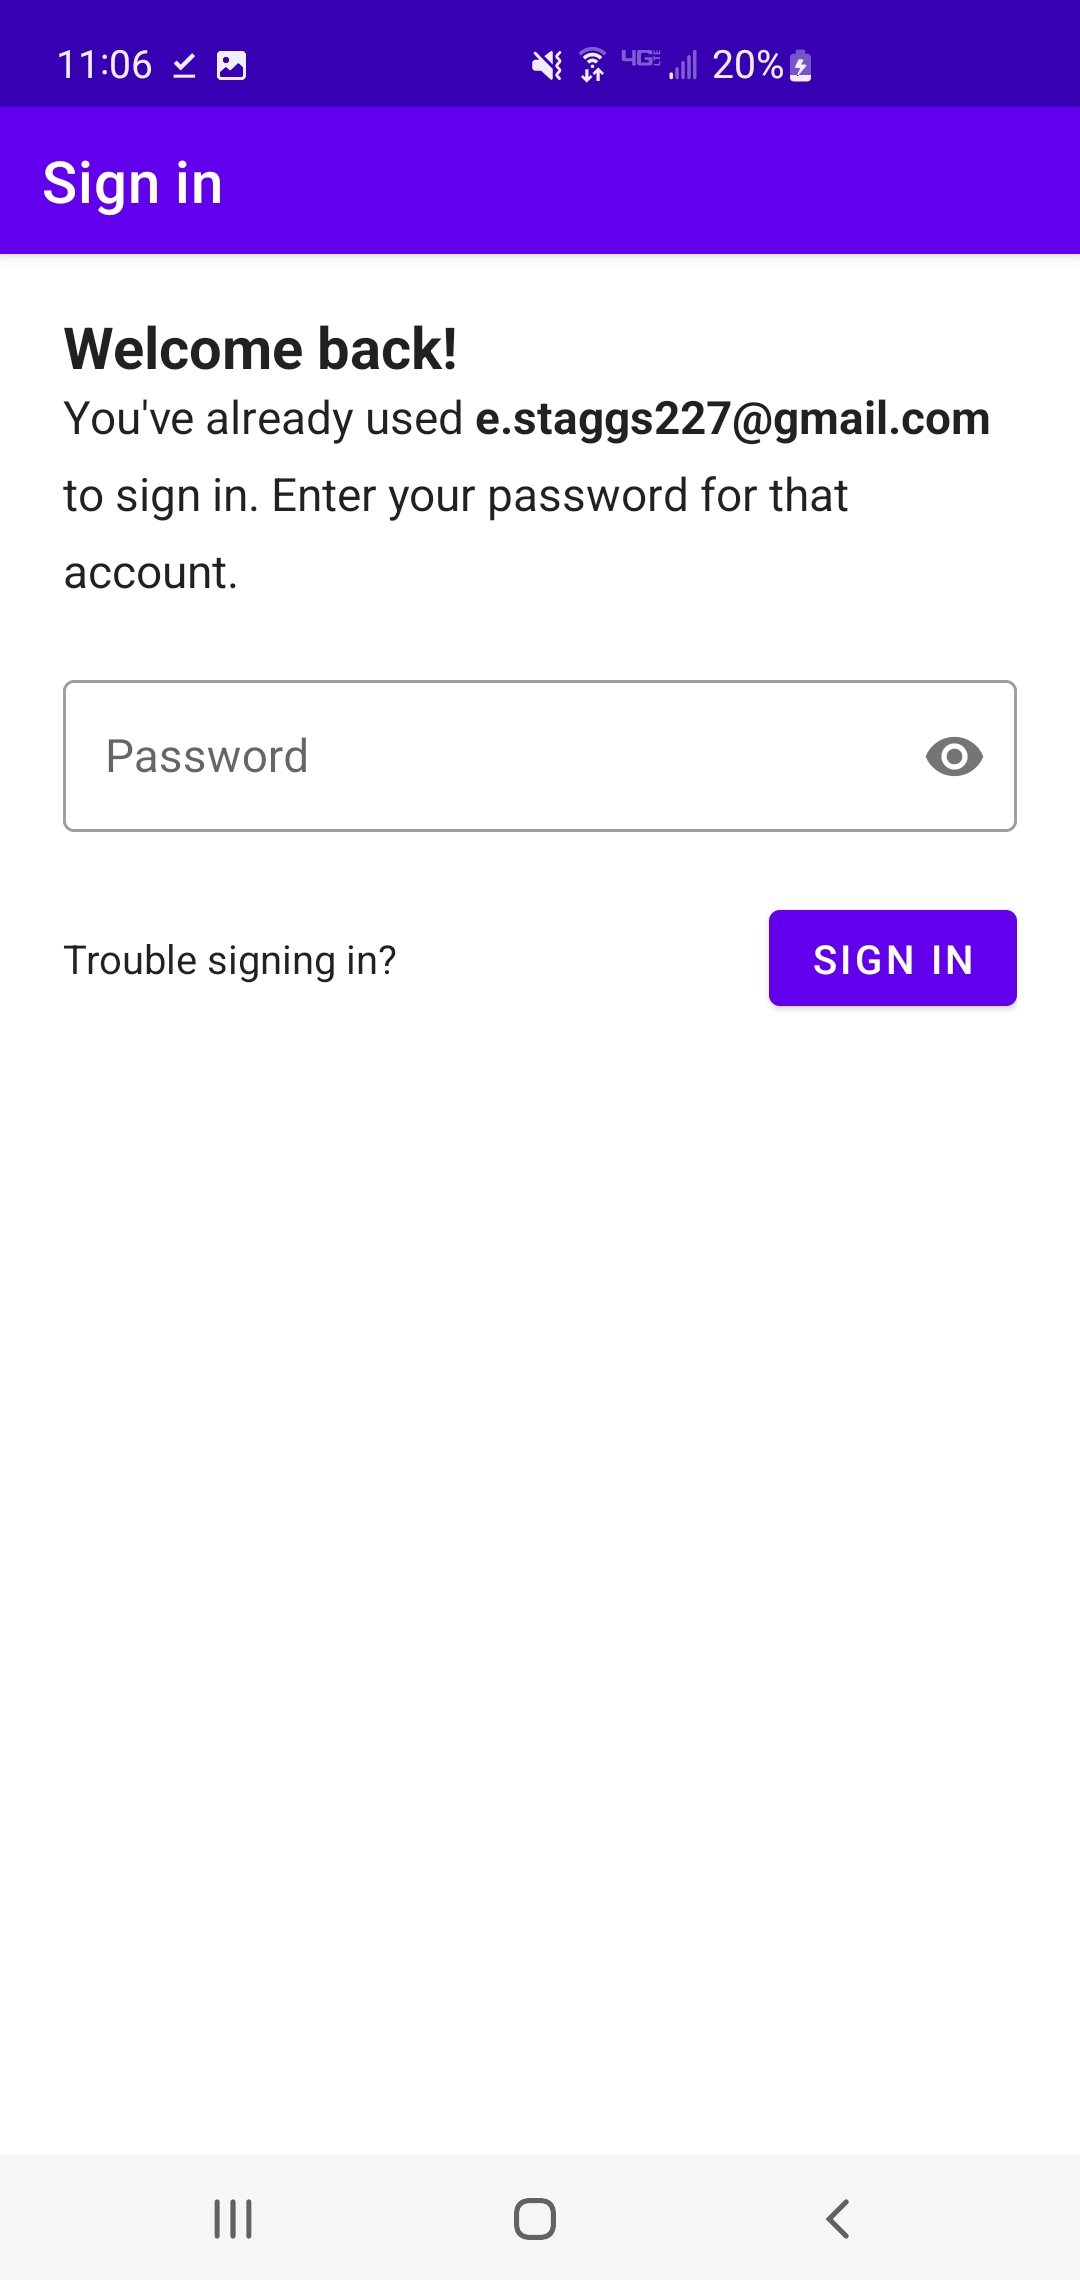 11:06
4G LTE 20%
Sign in
Welcome back!
You've already used e.staggs227@gmail.com
to sign in. Enter your password for that
account.
Password
Trouble signing in?
SIGN IN